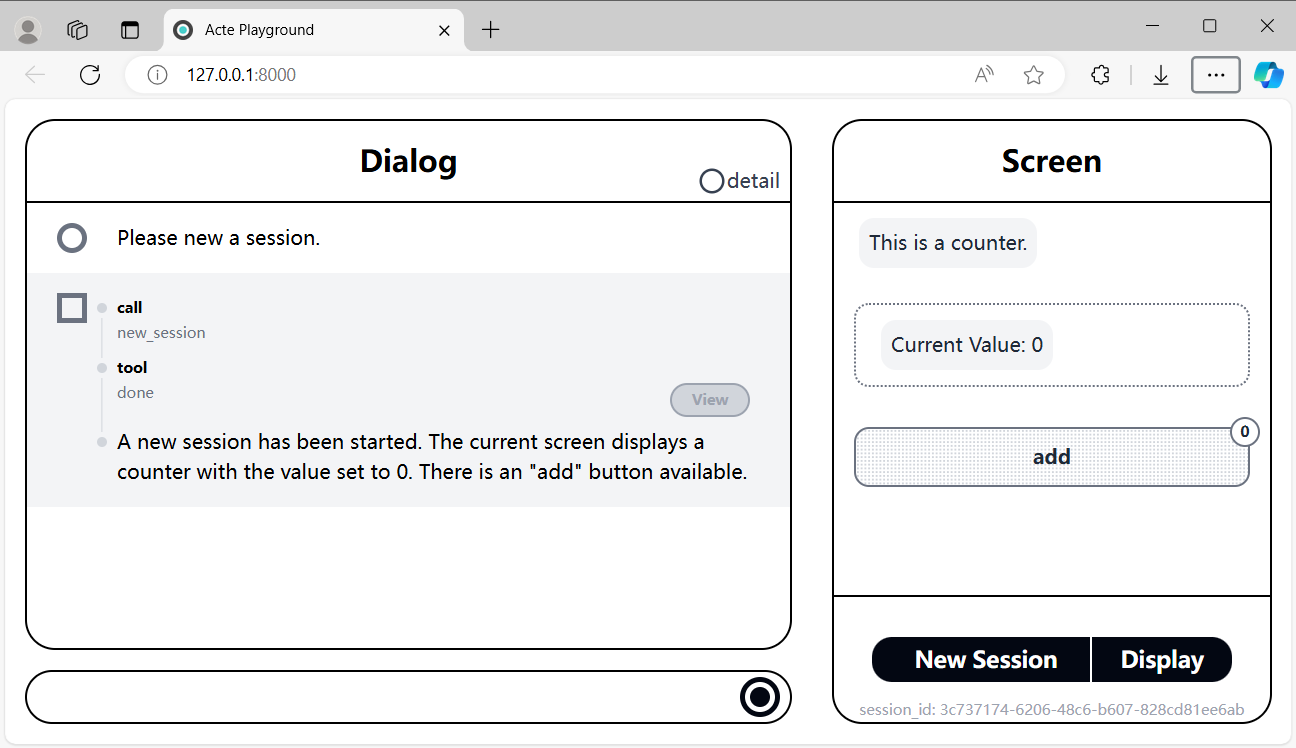 Acte Playground
127.0.0.1:8000
Dialog
detail
Please new a session.
call
new_session
tool
done
View
A new session has been started. The current screen displays a
counter with the value set to 0. There is an "add" button available.
Screen
This is a counter.
Current Value: 0
0
add
New Session
Display
session_id: 3c737174-6206-48c6-b607-828cd81ee6ab